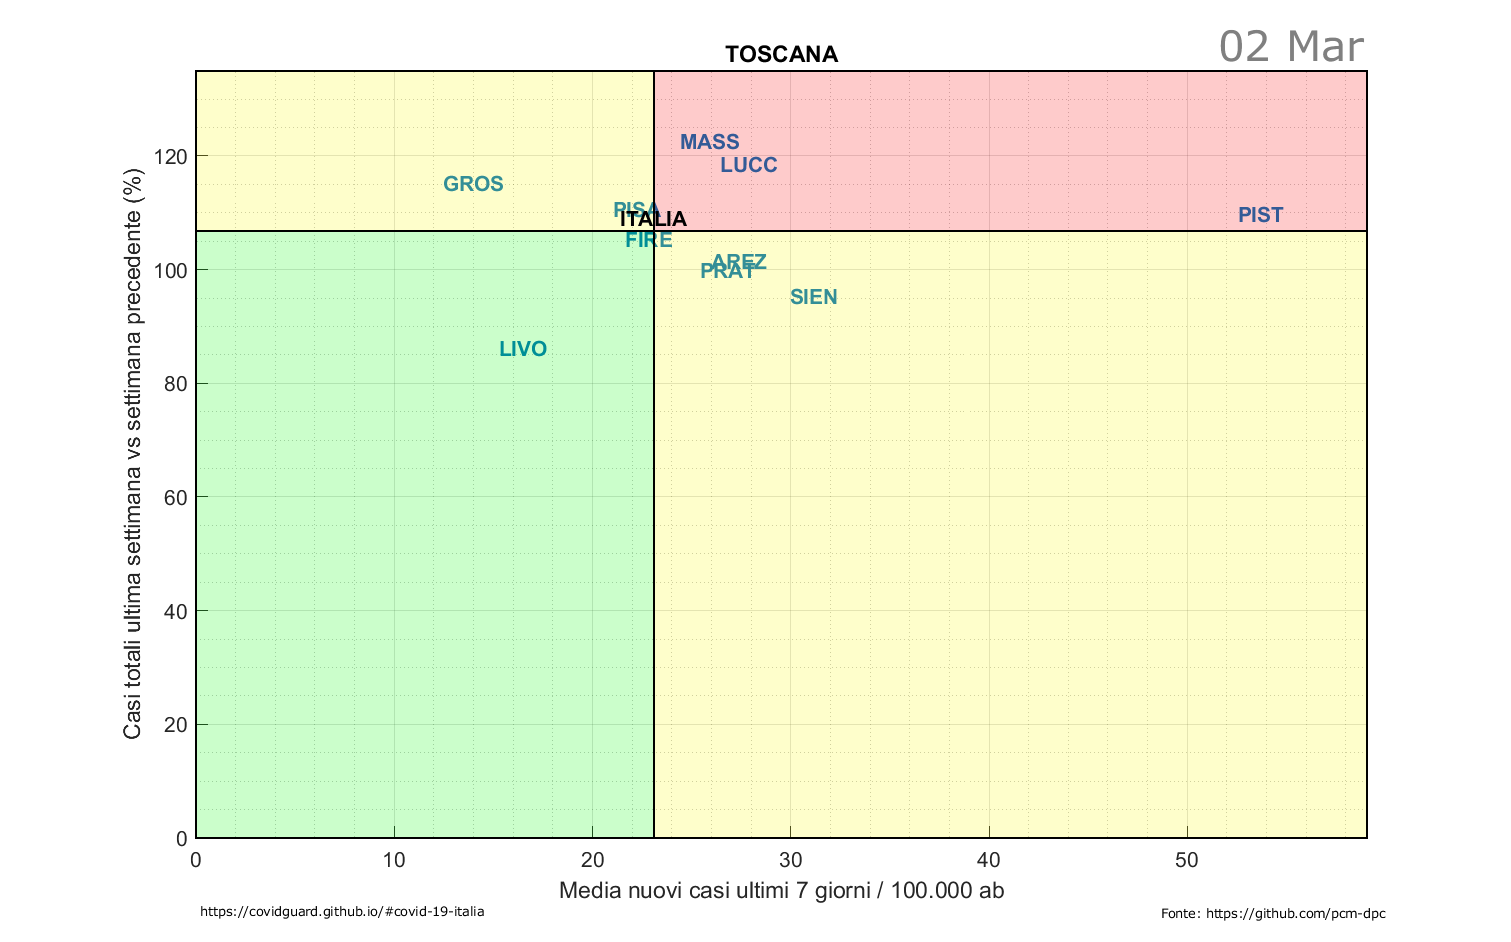 02 Mar
TOSCANA
Casi totali ultima settimana vs settimana precedente (%)
120
100
80
60
40
20
0
MASS
LUCC
GROS
PISA
PIST
ITALIA
FIRE
AREZ
PRAT
SIEN
LIVO
0 10 20 30 40 50
Media nuovi casi ultimi 7 giorni / 100.000 ab
https://covidguard.github.io/#covid-19-italia
Fonte: https://github.com/pcm-dpc